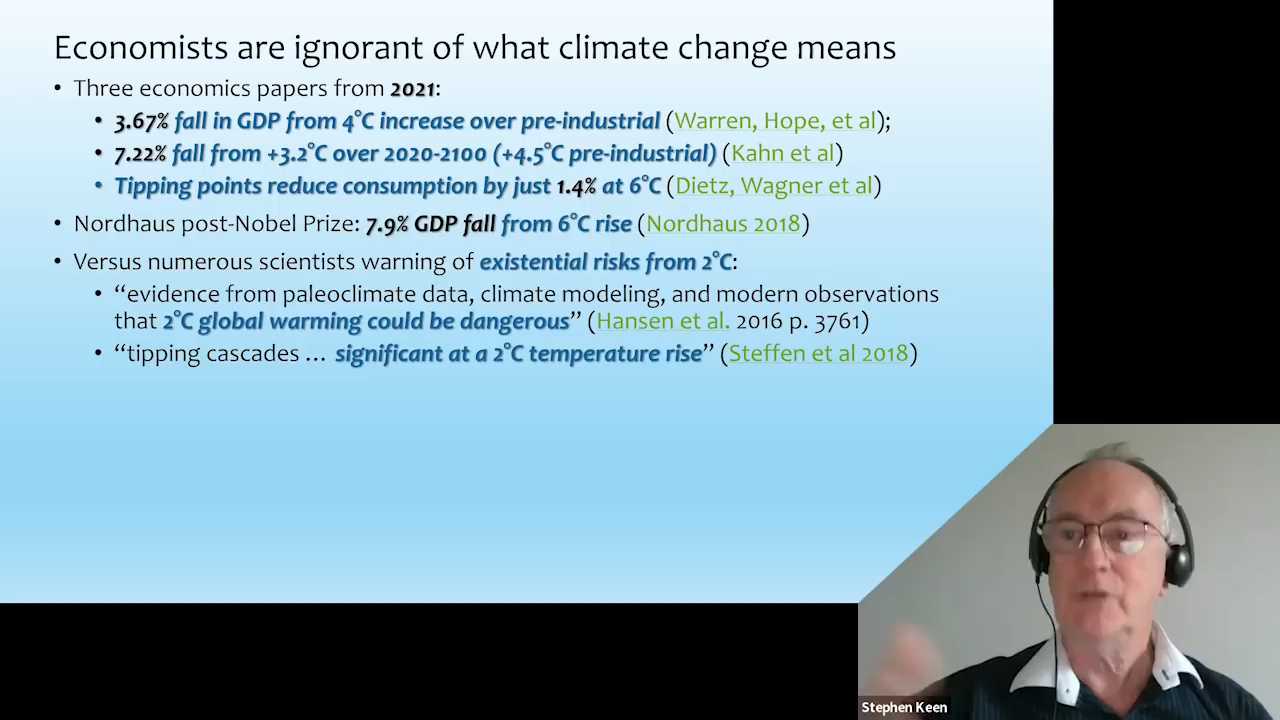 Economists are ignorant of what climate change means
• Three economics papers from 2021:
• 3.67% fall in GDP from 4°C increase over pre-industrial (Warren, Hope, et al);
• 7.22% fall from +3.2°C over 2020-2100 (+4.5°C pre-industrial) (Kahn et al)
• Tipping points reduce consumption by just 1.4% at 6°C (Dietz, Wagner et al)
• Nordhaus post-Nobel Prize: 7.9% GDP fall from 6°C rise (Nordhaus 2018)
• Versus numerous scientists warning of existential risks from 2°C:
• “evidence from paleoclimate data, climate modeling, and modern observations
that 2°C global warming could be dangerous” (Hansen et al. 2016 p. 3761)
• “tipping cascades … significant at a 2°C temperature rise” (Steffen et al 2018)
Stephen Keen